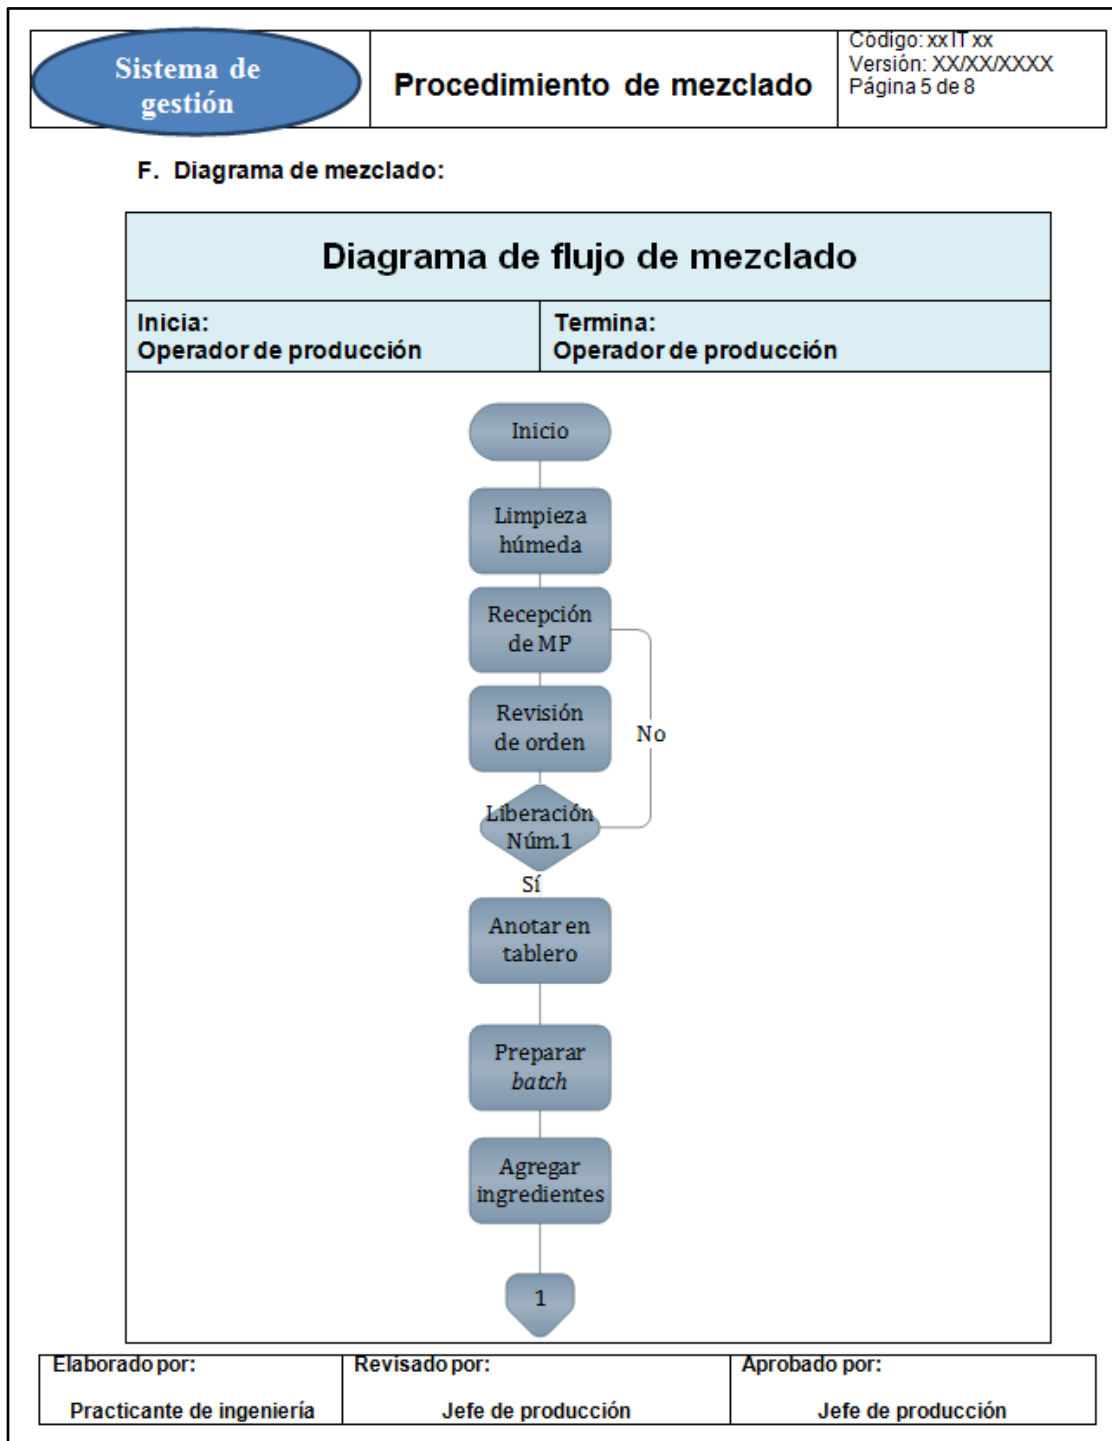 Sistema de
gestión
Procedimiento de mezclado
Código: xx IT xx
Versión: XX/XX/XXXX
Página 5 de 8
F. Diagrama de mezclado:
Diagrama de flujo de mezclado
Inicia:
Operador de producción
Termina:
Operador de producción
Inicio
Limpieza
húmeda
Recepción
de MP
Revisión
de orden
No
Liberación
Núm.1
Sí
Anotar en
tablero
Preparar
batch
Agregar
ingredientes
1
Elaborado por:
Practicante de ingeniería
Revisado por:
Jefe de producción
Aprobado por:
Jefe de producción